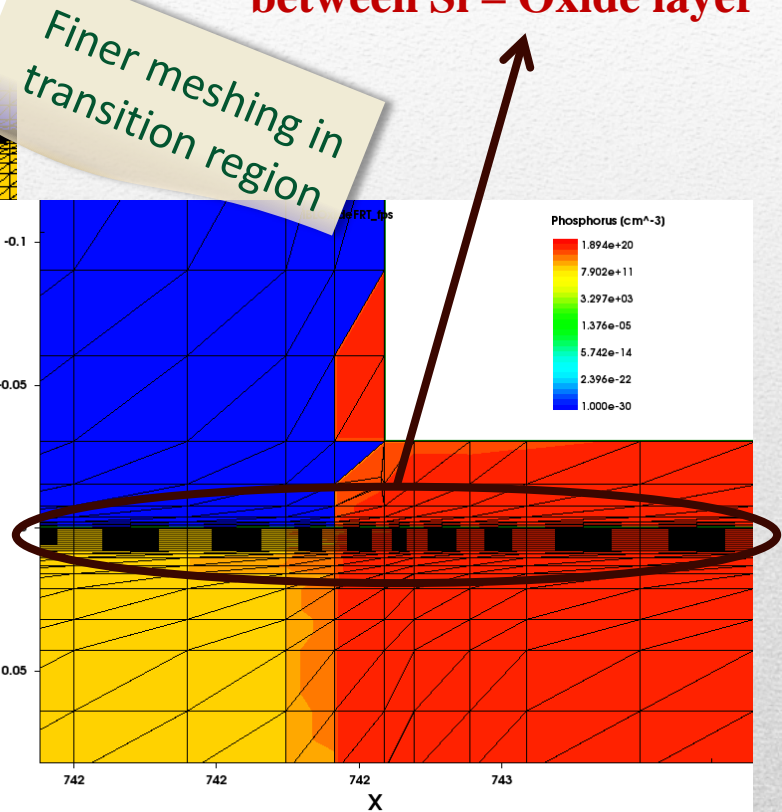 between Si – Oxide layer
Finer meshing in
transition region
Phosphorus (cm^-3)
1.894e+20
7.902e+11
3.297e+03
1.376e-05
5.742e-14
2.396e-22
1.000e-30
-0.1
-0.05
0.05
742
742
742
743
X